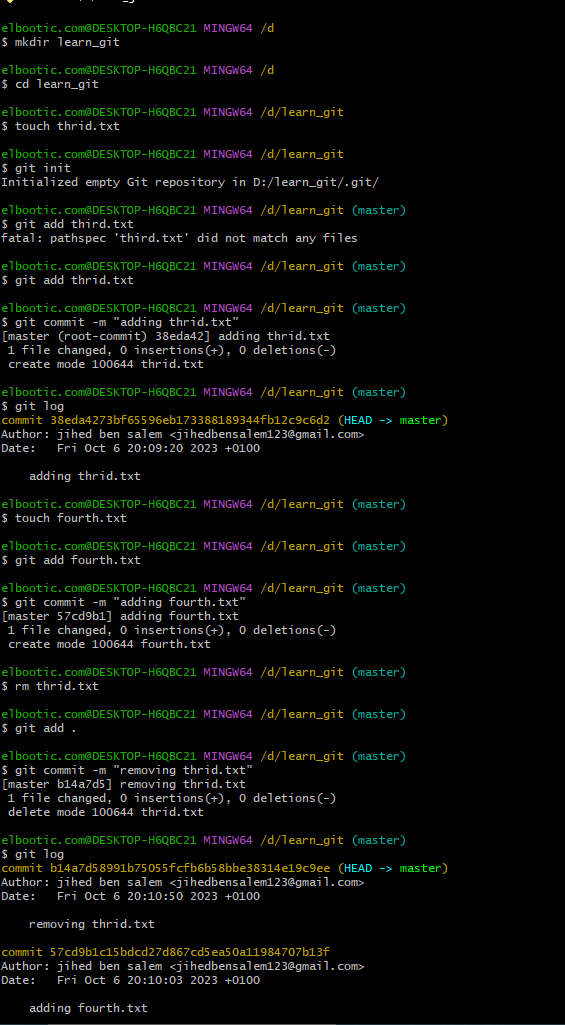 elbootic.com@DESKTOP-H6QBC21 MINGW64 /d
$ mkdir learn_git
elbootic.com@DESKTOP-H6QBC21 MINGW64 /d
$ cd learn_git
elbootic.com@DESKTOP-H6QBC21 MINGW64 /d/learn_git
$ touch thrid.txt
elbootic.com@DESKTOP-H6QBC21 MINGW64 /d/learn_git
$ git init
Initialized empty Git repository in D:/learn_git/.git/
elbootic.com@DESKTOP-H6QBC21 MINGW64 /d/learn_git (master)
$ git add third.txt
fatal: pathspec 'third.txt' did not match any files
elbootic.com@DESKTOP-H6QBC21 MINGW64 /d/learn_git (master)
$ git add thrid.txt
elbootic.com@DESKTOP-H6QBC21 MINGW64 /d/learn_git (master)
$ git commit -m "adding thrid.txt"
[master (root-commit) 38eda42] adding thrid.txt
1 file changed, 0 insertions(+), 0 deletions(-)
create mode 100644 thrid.txt
elbootic.com@DESKTOP-H6QBC21 MINGW64 /d/learn_git (master)
$ git log
commit 38eda4273bf65596eb173388189344fb12c9c6d2 (HEAD -> master)
Author: jihed ben salem <jihedbensalem123@gmail.com>
Date: Fri Oct 6 20:09:20 2023 +0100
adding thrid.txt
elbootic.com@DESKTOP-H6QBC21 MINGW64 /d/learn_git (master)
$ touch fourth.txt
elbootic.com@DESKTOP-H6QBC21 MINGW64 /d/learn_git (master)
$ git add fourth.txt
elbootic.com@DESKTOP-H6QBC21 MINGW64 /d/learn_git (master)
$ git commit -m "adding fourth.txt"
[master 57cd9b1] adding fourth.txt
1 file changed, 0 insertions(+), 0 deletions(-)
create mode 100644 fourth.txt
elbootic.com@DESKTOP-H6QBC21 MINGW64 /d/learn_git (master)
$ rm thrid.txt
elbootic.com@DESKTOP-H6QBC21 MINGW64 /d/learn_git (master)
$ git add .
elbootic.com@DESKTOP-H6QBC21 MINGW64 /d/learn_git (master)
$ git commit -m "removing thrid.txt"
[master b14a7d5] removing thrid.txt
1 file changed, 0 insertions(+), 0 deletions(-)
delete mode 100644 thrid.txt
elbootic.com@DESKTOP-H6QBC21 MINGW64 /d/learn_git (master)
$ git log
commit b14a7d58991b75055fcfb6b58bbe38314e19c9ee (HEAD -> master)
Author: jihed ben salem <jihedbensalem123@gmail.com>
Date: Fri Oct 6 20:10:50 2023 +0100
removing thrid.txt
commit 57cd9b1c15bdcd27d867cd5ea50a11984707b13f
Author: jihed ben salem <jihedbensalem123@gmail.com>
Date: Fri Oct 6 20:10:03 2023 +0100
adding fourth.txt